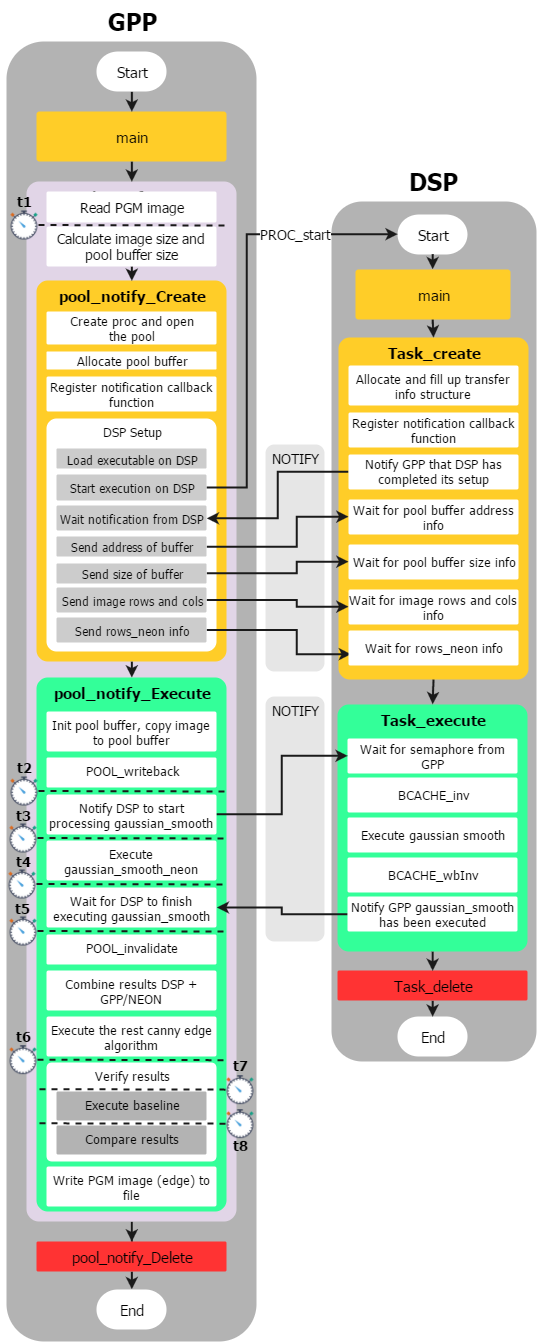 GPP
Start
main
t1
Read PGM image
Calculate image size and
pool buffer size
pool_notify_Create
Create proc and open
the pool
Allocate pool buffer
Register notification callback
function
DSP Setup
Load executable on DSP
Start execution on DSP
Wait notification from DSP
Send address of buffer
Send size of buffer
Send image rows and cols
Send rows_neon info
pool_notify_Execute
Init pool buffer, copy image
to pool buffer
t2
POOL_writeback
t3
Notify DSP to start
processing gaussian_smooth
t4
Execute
gaussian_smooth_neon
t5
Wait for DSP to finish
executing gaussian_smooth
POOL_invalidate
Combine results DSP +
GPP/NEON
t6
Execute the rest canny edge
algorithm
Verify results
t7
Execute baseline
Compare results
t8
Write PGM image (edge) to
file
pool_notify_Delete
End
PROC_start
NOTIFY
NOTIFY
DSP
Start
main
Task_create
Allocate and fill up transfer
info structure
Register notification callback
function
Notify GPP that DSP has
completed its setup
Wait for pool buffer address
info
Wait for pool buffer size info
Wait for image rows and cols
info
Wait for rows_neon info
Task_execute
Wait for semaphore from
GPP
BCACHE_inv
Execute gaussian smooth
BCACHE_wbInv
Notify GPP gaussian_smooth
has been executed
Task_delete
End